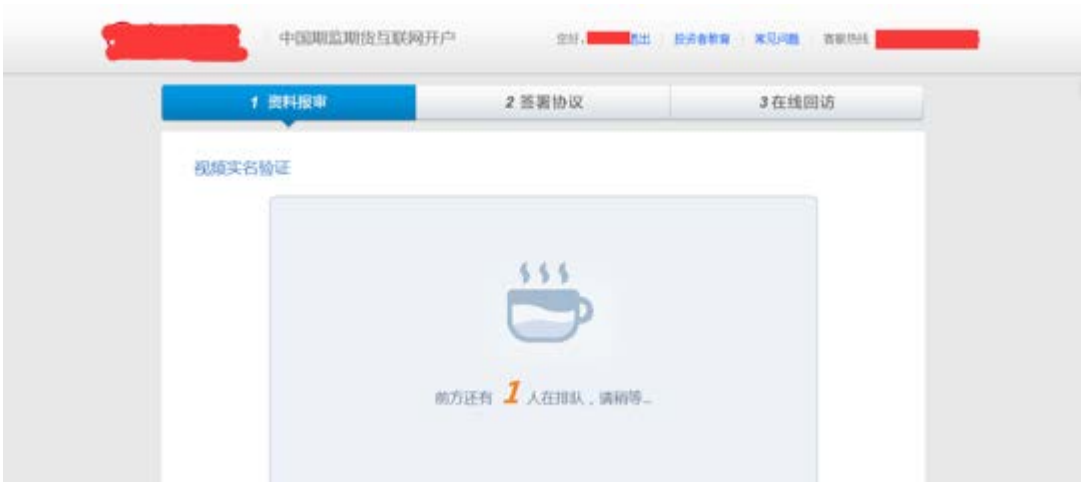 中国期监期货互联网开户 您好， 退出 投资者教育 常见问题 客服热线
1 资料报审 2 签署协议 3 在线回访
视频实名验证
前方还有 1 人在排队，请稍等...